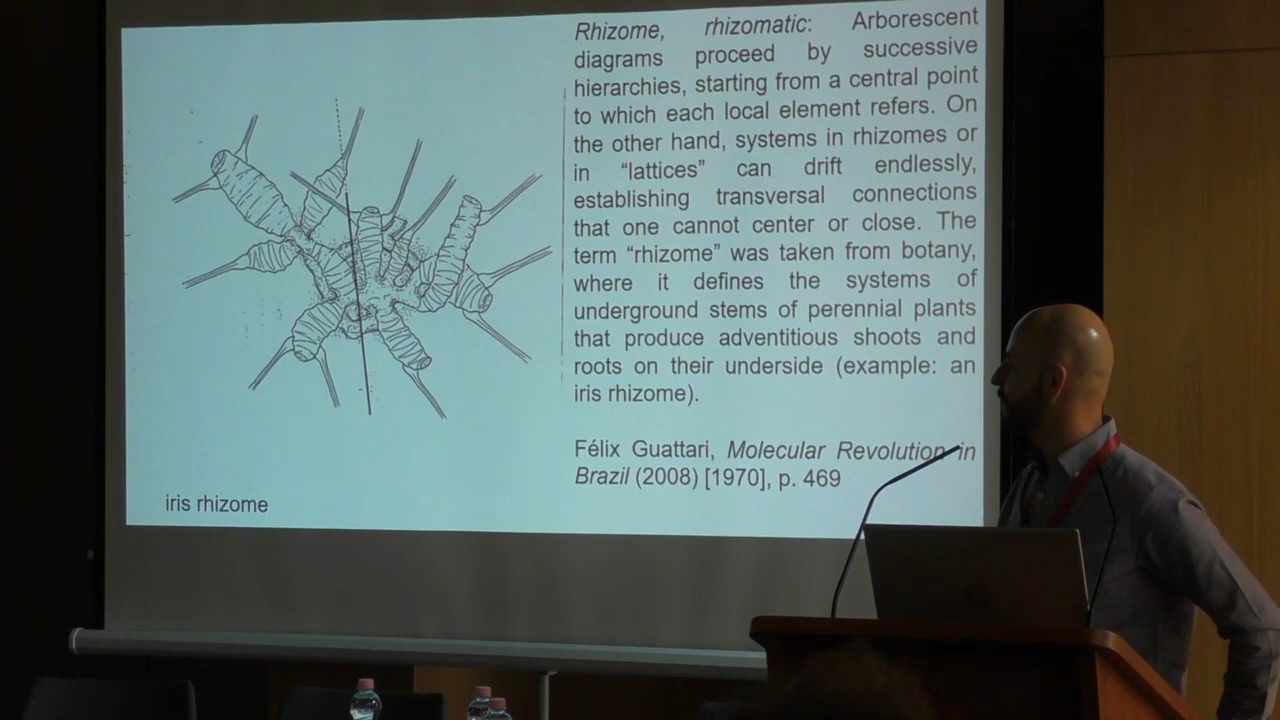 Rhizome, rhizomatic: Arborescent
diagrams proceed by successive
hierarchies, starting from a central point
to which each local element refers. On
the other hand, systems in rhizomes or
in “lattices” can drift endlessly,
establishing transversal connections
that one cannot center or close. The
term “rhizome” was taken from botany,
where it defines the systems of
underground stems of perennial plants
that produce adventitious shoots and
roots on their underside (example: an
iris rhizome).
Félix Guattari, Molecular Revolution in
Brazil (2008) [1970], p. 469
iris rhizome